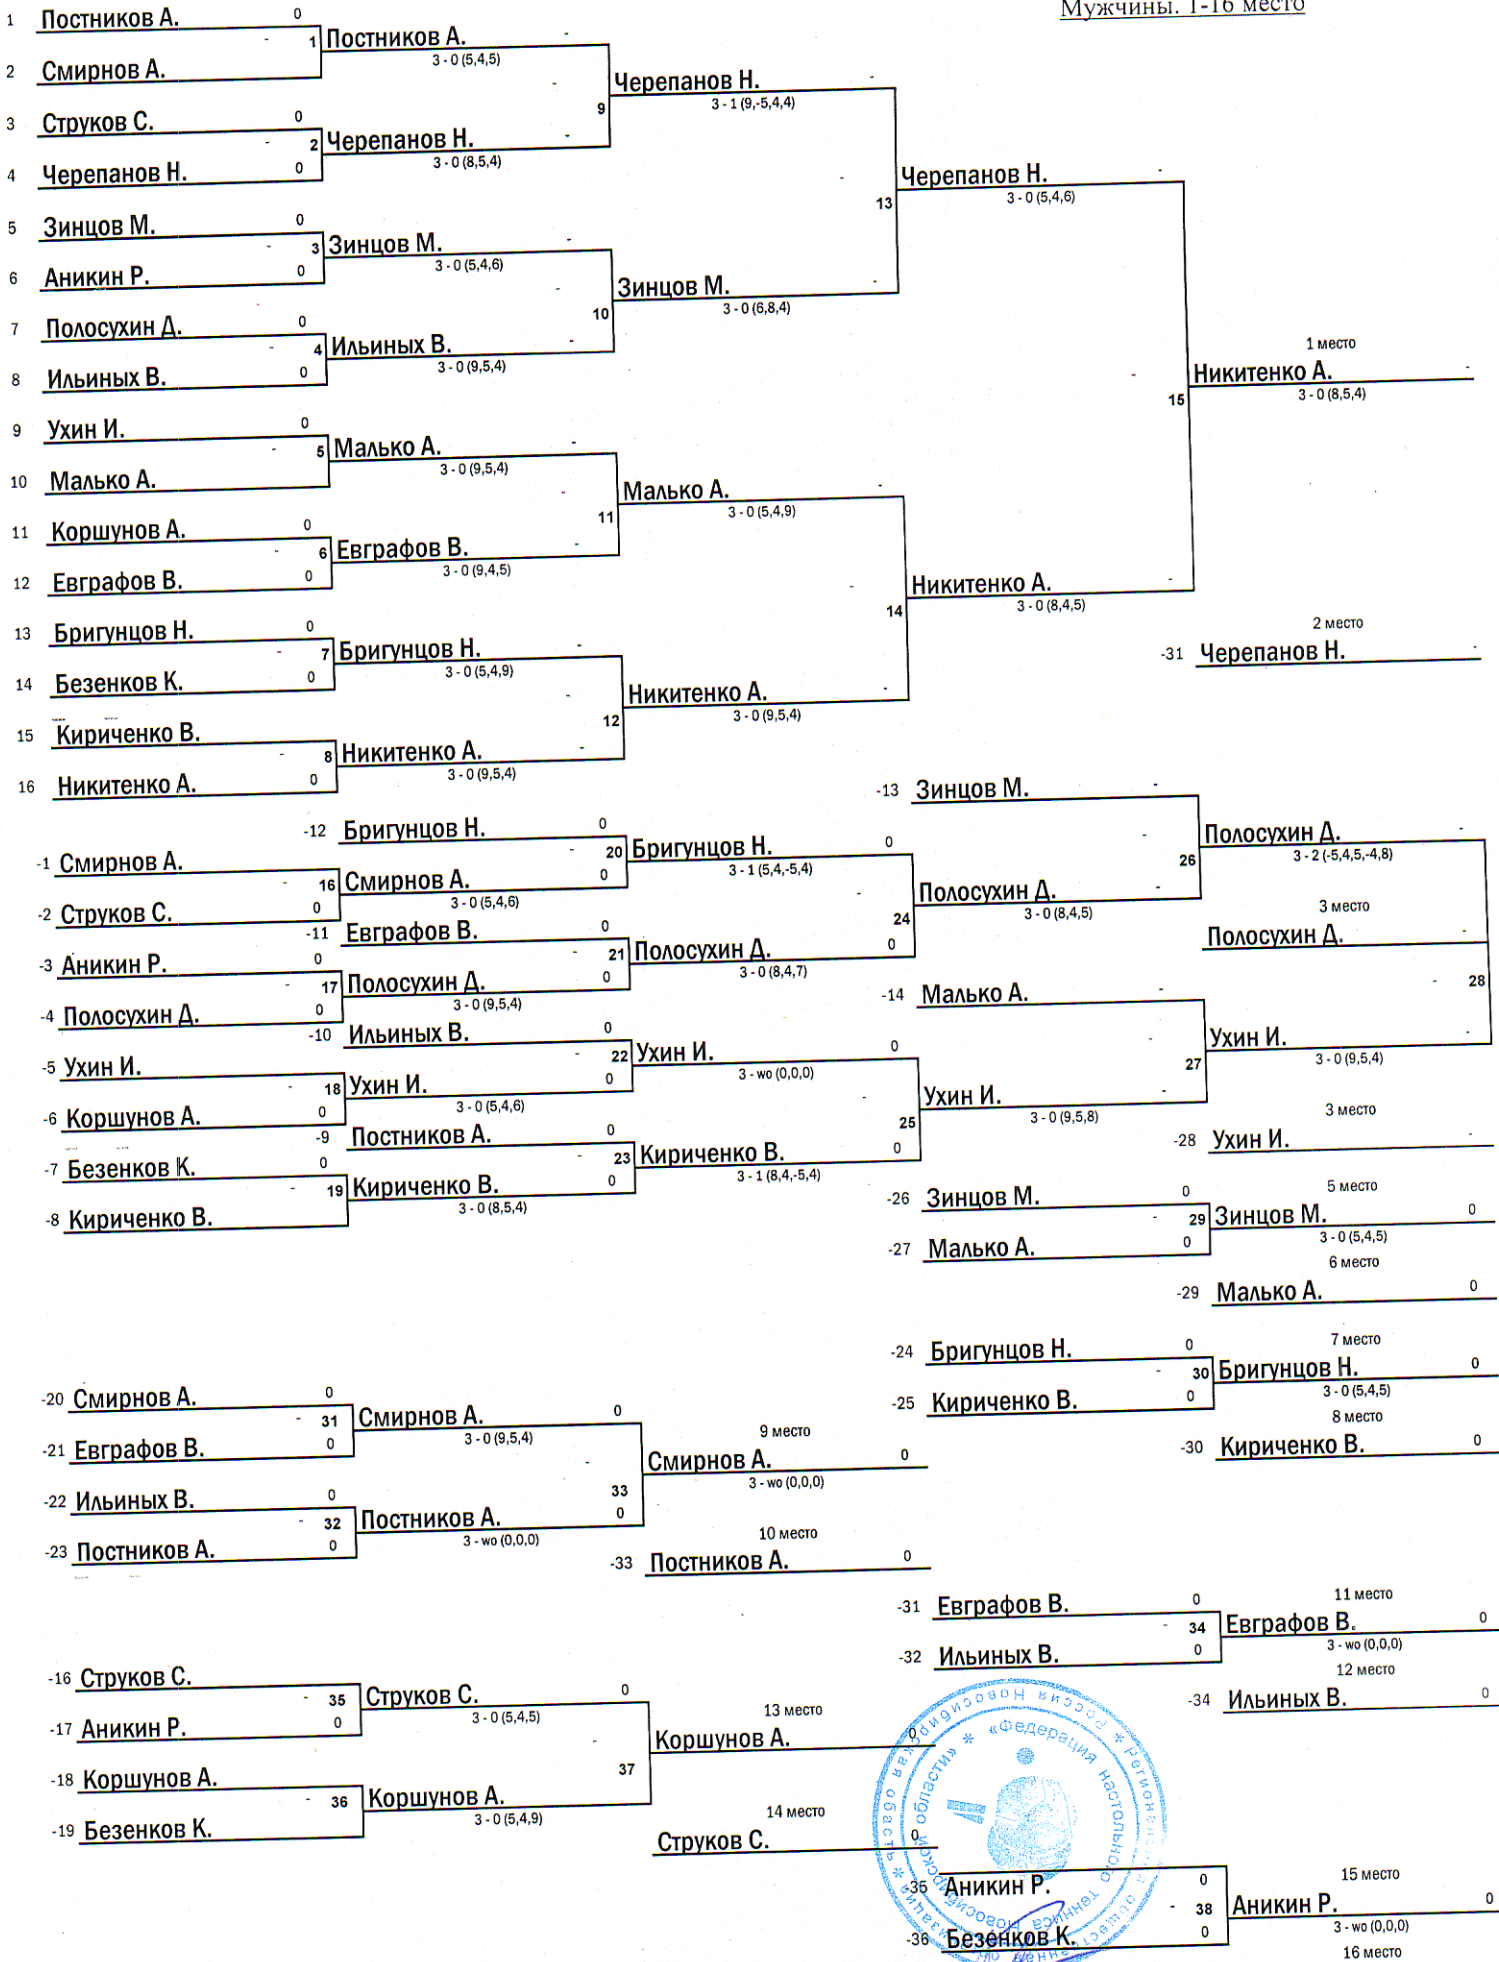 Мужчины. 1-16 место
1 Постников А. 0
1 Постников А.
3 - 0 (5,4,5)
2 Смирнов А.
Черепанов Н.
9 3 - 1 (9,-5,4,4)
3 Струков С. 0
2 Черепанов Н.
3 - 0 (8,5,4)
4 Черепанов Н. 0
Черепанов Н.
13 3 - 0 (5,4,6)
5 Зинцов М. 0
3 Зинцов М.
3 - 0 (5,4,6)
6 Аникин Р. 0
Зинцов М.
10 3 - 0 (6,8,4)
7 Полосухин Д. 0
4 Ильиных В.
3 - 0 (9,5,4)
8 Ильиных В. 0
1 место
Никитенко А.
15 3 - 0 (8,5,4)
9 Ухин И. 0
5 Малько А.
3 - 0 (9,5,4)
10 Малько А.
Малько А.
11 3 - 0 (5,4,9)
11 Коршунов А. 0
6 Евграфов В.
3 - 0 (9,4,5)
12 Евграфов В. 0
Никитенко А.
14 3 - 0 (8,4,5)
13 Бригунцов Н. 0
7 Бригунцов Н.
3 - 0 (5,4,9)
14 Безенков К. 0
2 место
-31 Черепанов Н.
Никитенко А.
12 3 - 0 (9,5,4)
15 Кириченко В.
8 Никитенко А.
3 - 0 (9,5,4)
16 Никитенко А. 0
-13 Зинцов М.
-12 Бригунцов Н. 0
20 Бригунцов Н. 0
3 - 1 (5,4,-5,4)
Полосухин Д.
26 3 - 2 (-5,4,5,-4,8)
-1 Смирнов А.
16 Смирнов А. 0
3 - 0 (5,4,6)
-2 Струков С. 0
Полосухин Д.
24 3 - 0 (8,4,5)
3 место
Полосухин Д.
-11 Евграфов В. 0
21 Полосухин Д. 0
3 - 0 (8,4,7)
-3 Аникин Р. 0
17 Полосухин Д. 0
3 - 0 (9,5,4)
-4 Полосухин Д. 0
28
-14 Малько А.
-10 Ильиных В. 0
22 Ухин И. 0
3 - wo (0,0,0)
Ухин И.
27 3 - 0 (9,5,4)
-5 Ухин И.
18 Ухин И. 0
3 - 0 (5,4,6)
-6 Коршунов А. 0
Ухин И.
25 3 - 0 (9,5,8)
3 место
-28 Ухин И.
-9 Постников А. 0
23 Кириченко В. 0
3 - 1 (8,4,-5,4)
-7 Безенков К. 0
19 Кириченко В. 0
3 - 0 (8,5,4)
-8 Кириченко В.
-26 Зинцов М. 0
5 место
29 Зинцов М. 0
3 - 0 (5,4,5)
-27 Малько А. 0
6 место
-29 Малько А. 0
-24 Бригунцов Н. 0
7 место
30 Бригунцов Н. 0
3 - 0 (5,4,5)
-25 Кириченко В. 0
8 место
-30 Кириченко В. 0
-20 Смирнов А. 0
31 Смирнов А. 0
3 - 0 (9,5,4)
-21 Евграфов В. 0
9 место
Смирнов А. 0
33 3 - wo (0,0,0)
-22 Ильиных В. 0
32 Постников А. 0
3 - wo (0,0,0)
-23 Постников А. 0
10 место
-33 Постников А. 0
-31 Евграфов В. 0
11 место
34 Евграфов В. 0
3 - wo (0,0,0)
-32 Ильиных В. 0
12 место
-34 Ильиных В. 0
-16 Струков С.
35 Струков С. 0
3 - 0 (5,4,5)
-17 Аникин Р. 0
13 место
Коршунов А. 0
37
-18 Коршунов А.
36 Коршунов А.
3 - 0 (5,4,9)
-19 Безенков К.
14 место
Струков С. 0
-35 Аникин Р. 0
15 место
38 Аникин Р. 0
3 - wo (0,0,0)
-36 Безенков К. 0
16 место
Россия Новосибирская область
«Федерация настольного тенниса Новосибирской области»